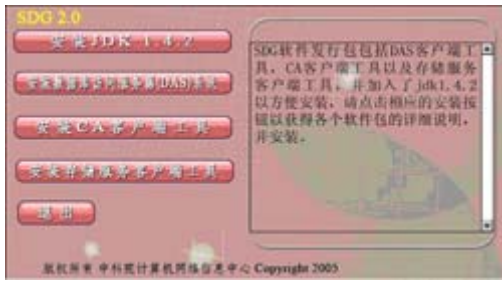 SDG 2.0
安装JDK 1.4.2
安装数据库访问服务器(DAS)系统
安装CA客户端工具
安装存储服务客户端工具
退出
SDG软件发行包包括DAS客户端工
具，CA客户端工具以及存储服务
客户端工具，并加入了jdk1.4.2
以方便安装，请点击相应的安装按
钮以获得各个软件包的详细说明，
并安装。
版权所有 中科院计算机网络信息中心 Copyright 2005